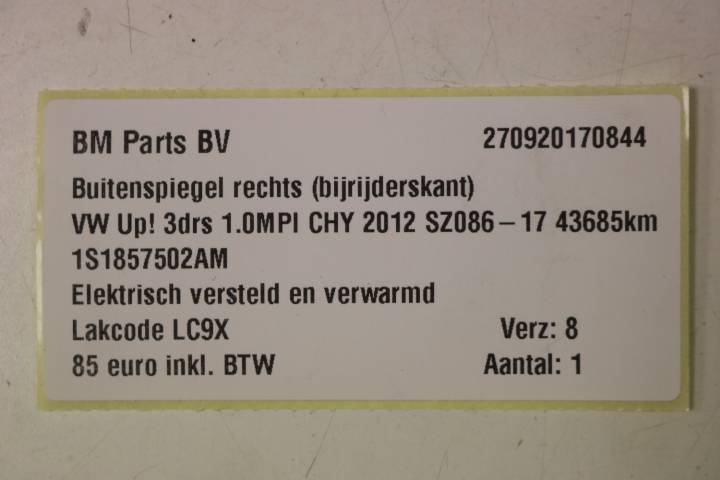 BM Parts BV 270920170844
Buitenspiegel rechts (bijrijderskant)
VW Up! 3drs 1.0MPI CHY 2012 SZ086-17 43685km
1S1857502AM
Elektrisch versteld en verwarmd
Lakcode LC9X Verz: 8
85 euro inkl. BTW Aantal: 1